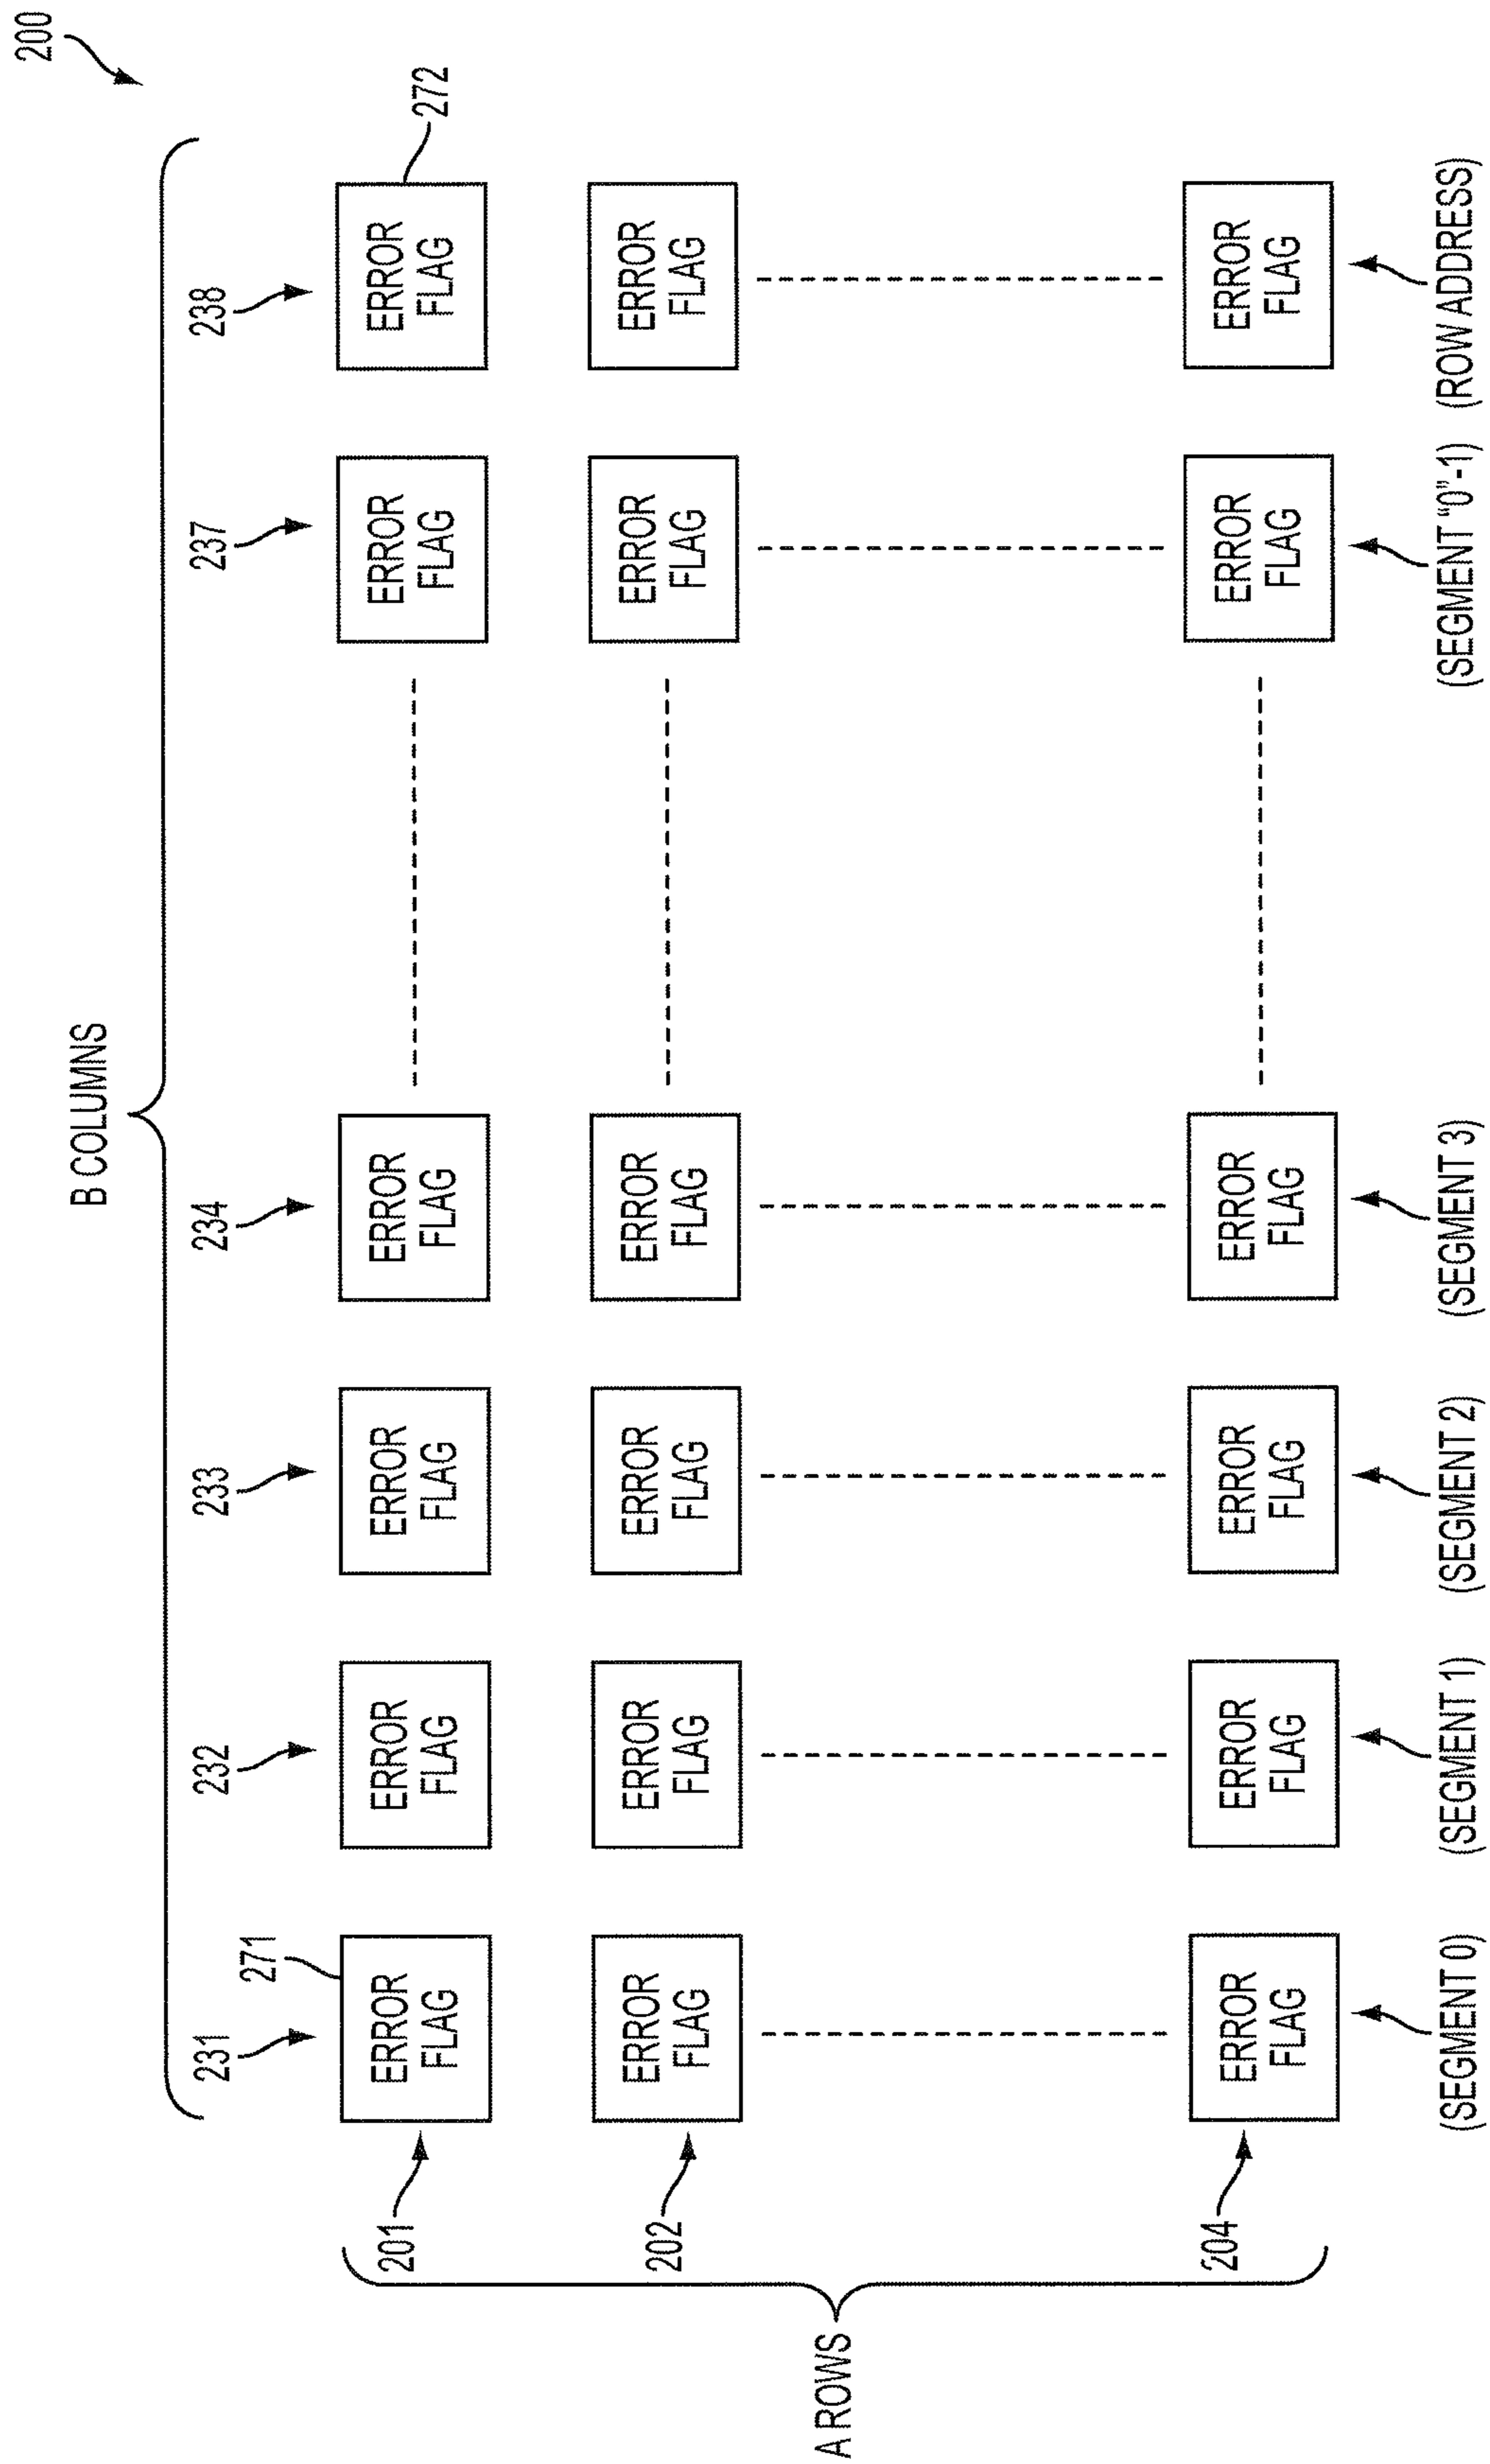 200
B COLUMNS
231
271
232
233
234
237
238
272
A ROWS
201
ERROR FLAG
ERROR FLAG
ERROR FLAG
ERROR FLAG
ERROR FLAG
ERROR FLAG
202
ERROR FLAG
ERROR FLAG
ERROR FLAG
ERROR FLAG
ERROR FLAG
ERROR FLAG
204
ERROR FLAG
ERROR FLAG
ERROR FLAG
ERROR FLAG
ERROR FLAG
ERROR FLAG
(SEGMENT 0)
(SEGMENT 1)
(SEGMENT 2)
(SEGMENT 3)
(SEGMENT "0"-1)
(ROW ADDRESS)